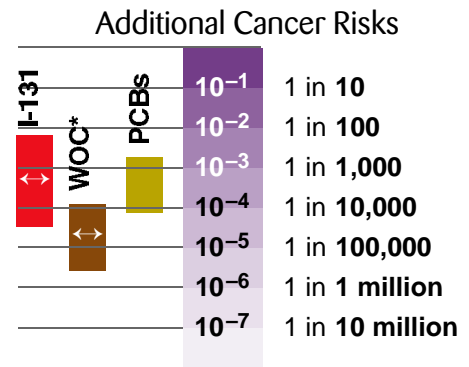 Additional Cancer Risks
I-131
WOC*
PCBs
10⁻¹ 1 in 10
10⁻² 1 in 100
10⁻³ 1 in 1,000
10⁻⁴ 1 in 10,000
10⁻⁵ 1 in 100,000
10⁻⁶ 1 in 1 million
10⁻⁷ 1 in 10 million